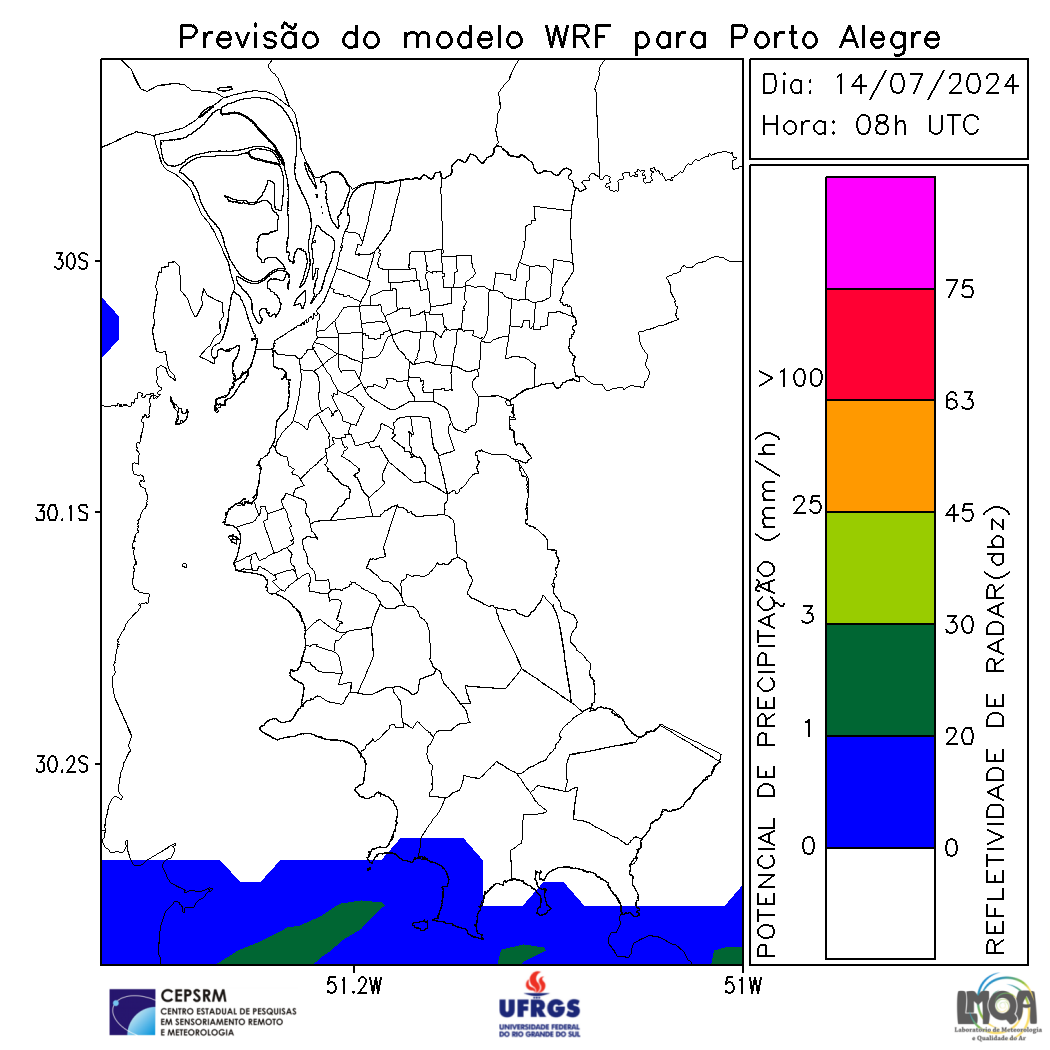 Previsão do modelo WRF para Porto Alegre
Dia: 14/07/2024
Hora: 08h UTC
30S
30.1S
30.2S
51.2W
51W
POTENCIAL DE PRECIPITAÇÃO (mm/h)
>100
25
3
1
0
75
63
45
30
20
0
REFLETIVIDADE DE RADAR(dbz)
CEPSRM
CENTRO ESTADUAL DE PESQUISAS
EM SENSORIAMENTO REMOTO
E METEOROLOGIA
UFRGS
UNIVERSIDADE FEDERAL
DO RIO GRANDE DO SUL
LMQA
Laboratório de Meteorologia
e Qualidade do Ar